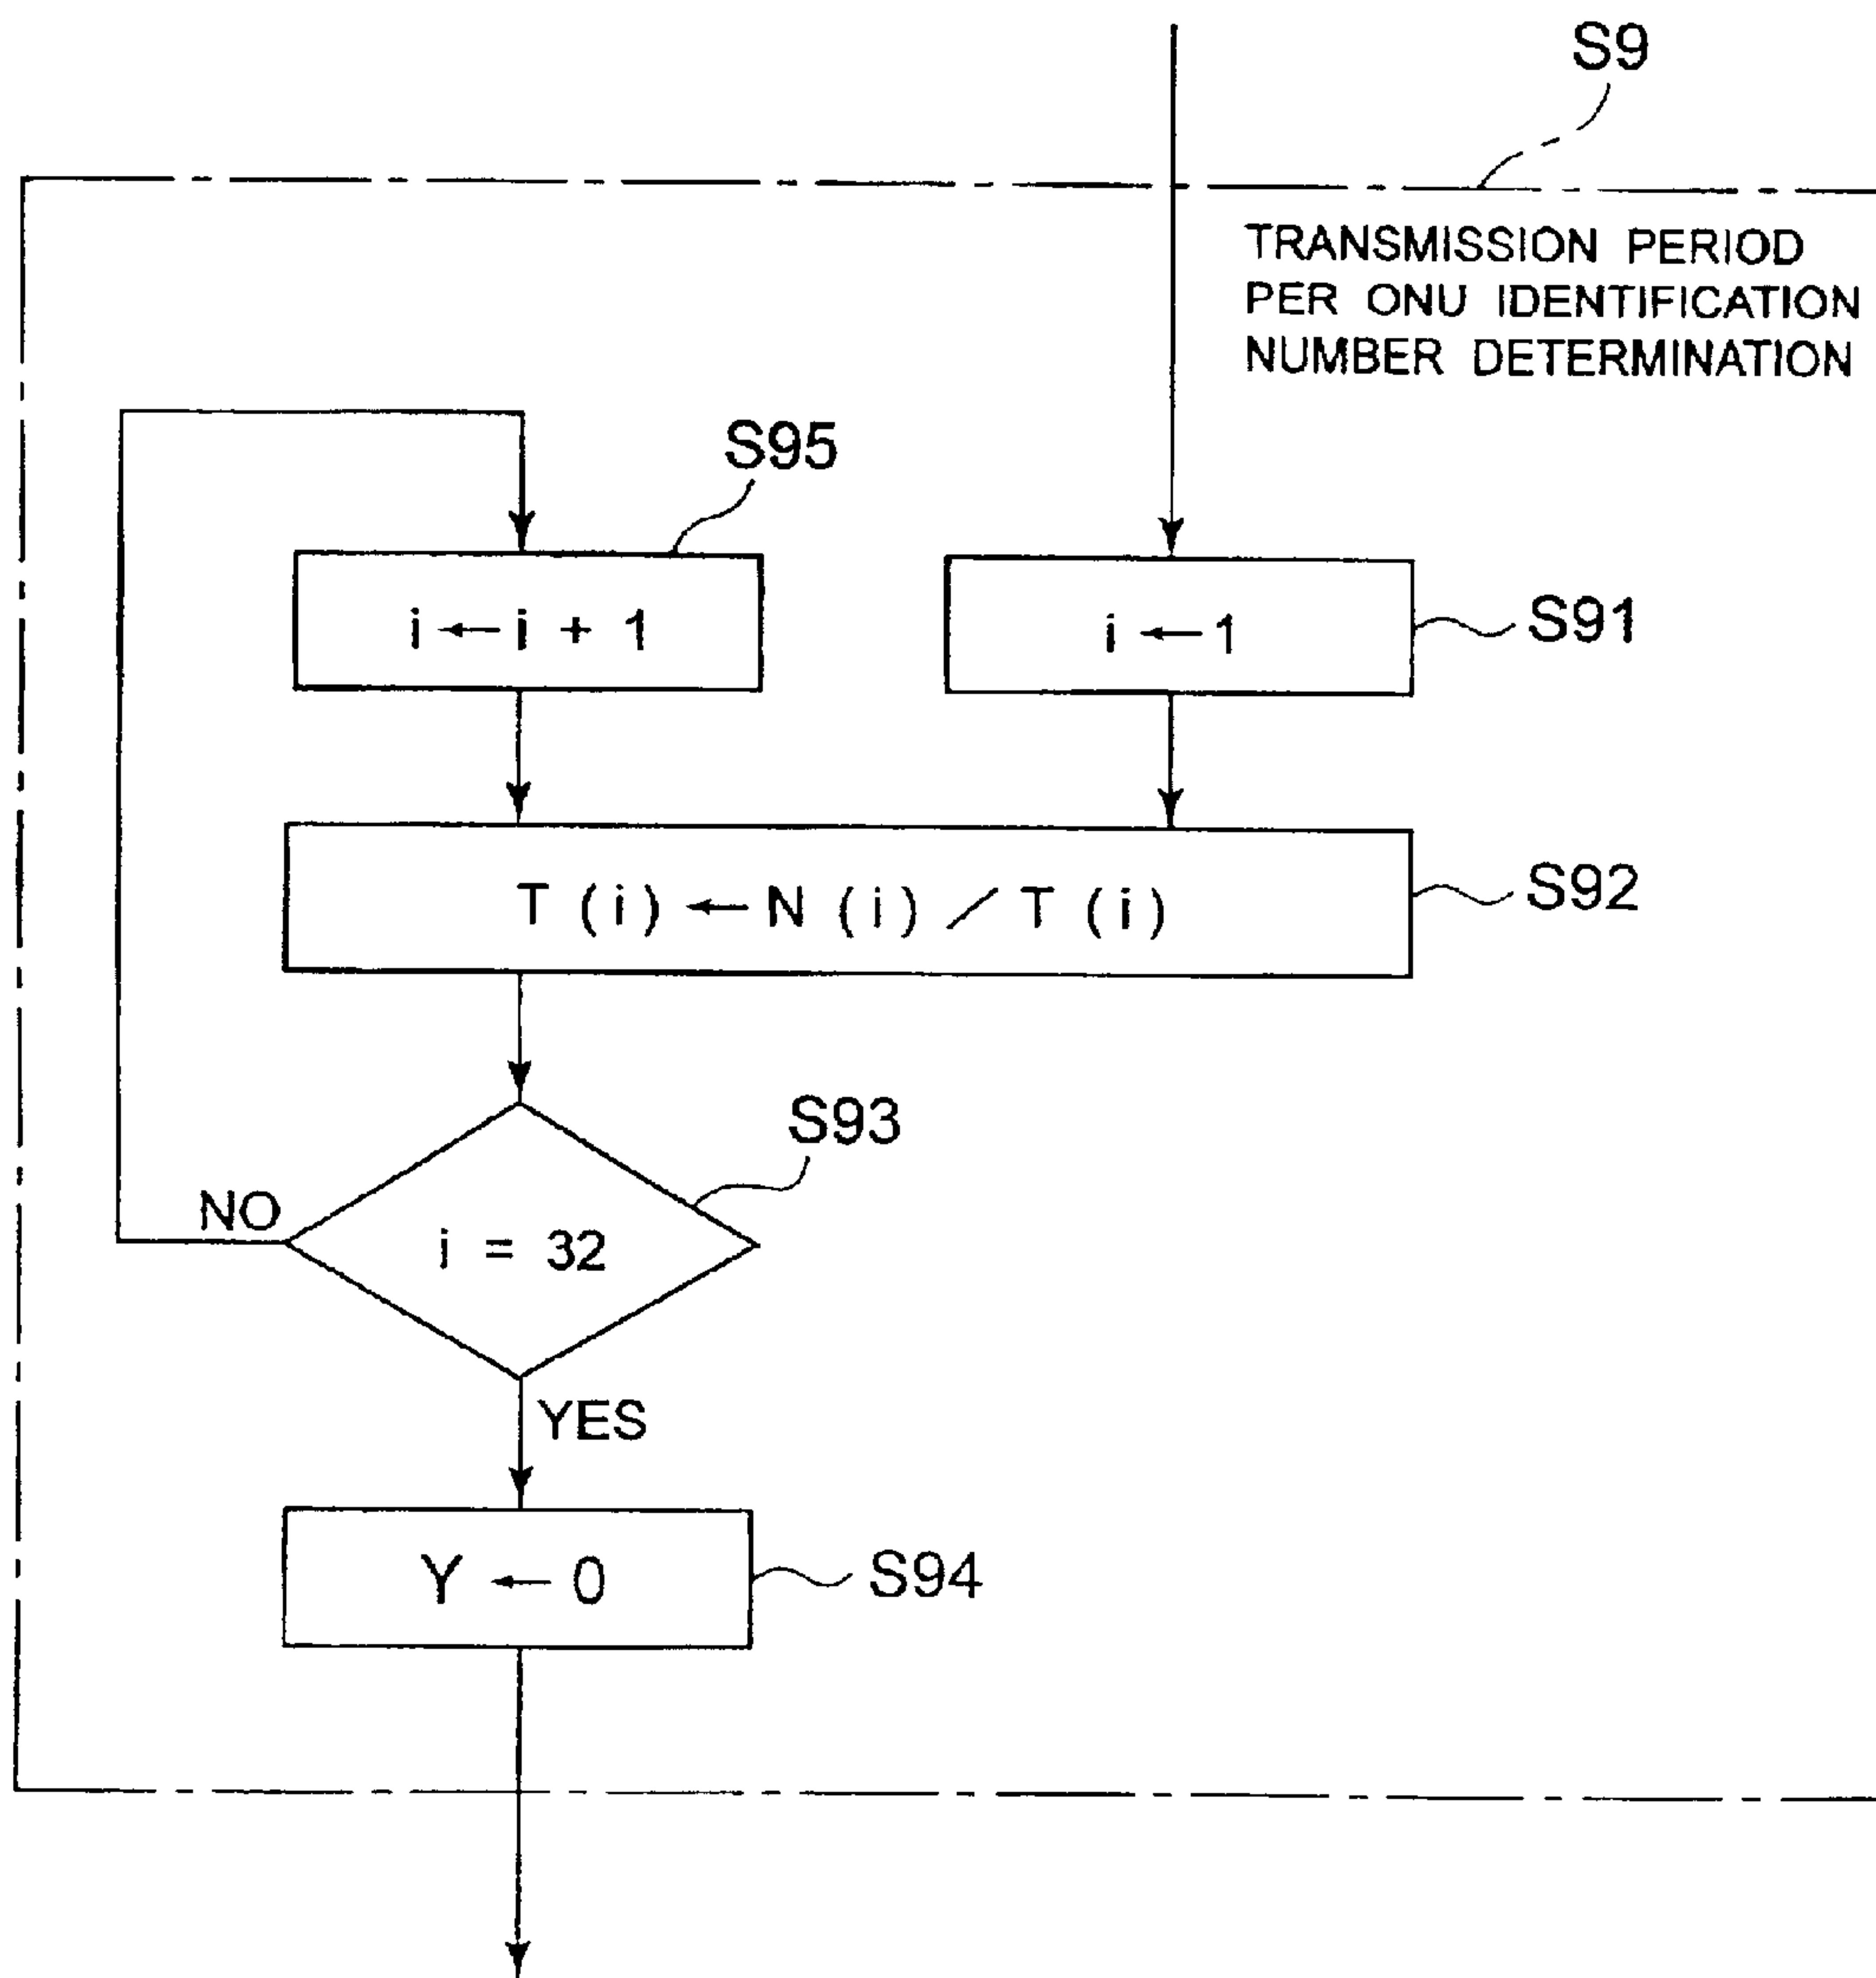 S9
TRANSMISSION PERIOD
PER ONU IDENTIFICATION
NUMBER DETERMINATION
S95
i ← i + 1
i ← 1
S91
T (i) ← N (i) / T (i)
S92
S93
NO
i = 32
YES
Y ← 0
S94